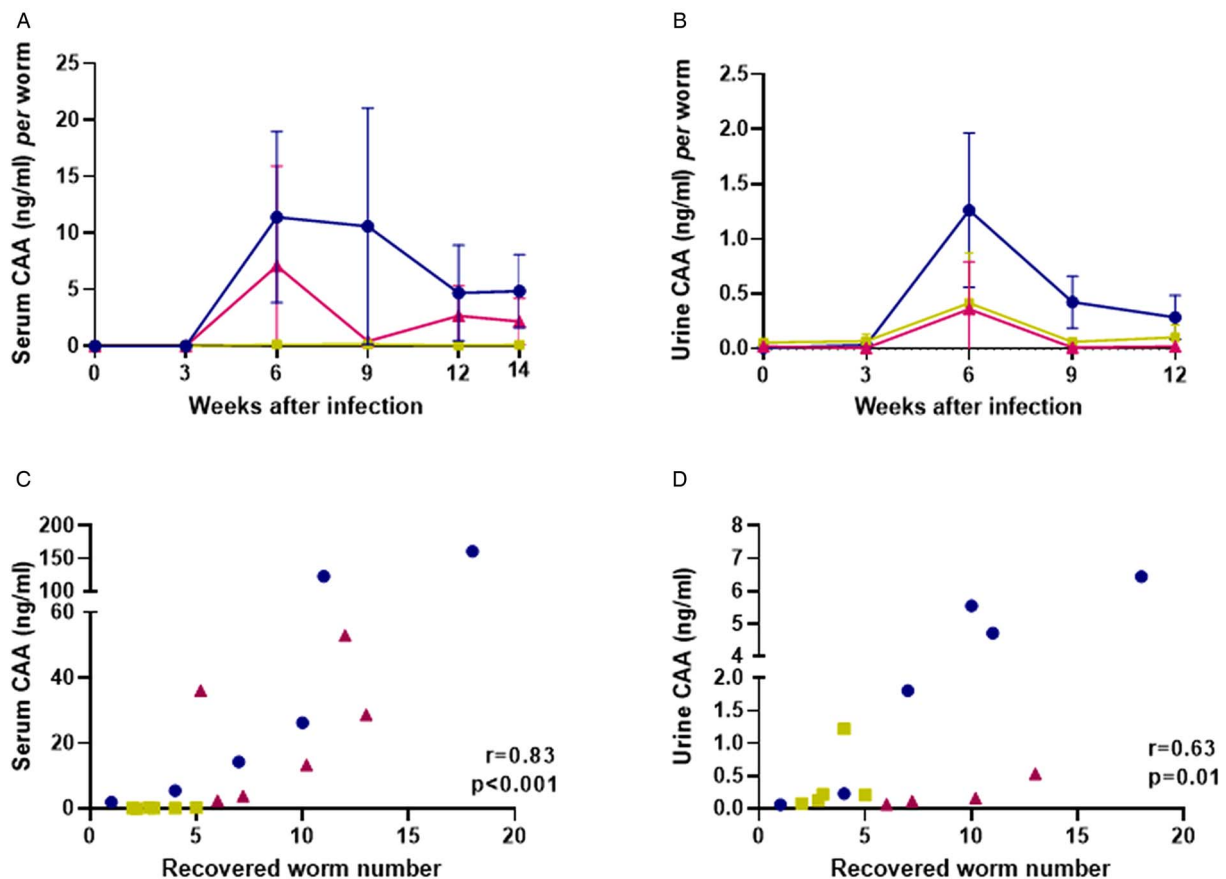 A
Serum CAA (ng/ml) per worm
25
20
15
10
5
0
0 3 6 9 12 14
Weeks after infection
B
Urine CAA (ng/ml) per worm
2.5
2.0
1.5
1.0
0.5
0.0
0 3 6 9 12
Weeks after infection
C
Serum CAA (ng/ml)
200
150
100
60
40
20
0
r=0.83
p<0.001
0 5 10 15 20
Recovered worm number
D
Urine CAA (ng/ml)
8
7
6
5
4
2.0
1.5
1.0
0.5
0.0
r=0.63
p=0.01
0 5 10 15 20
Recovered worm number